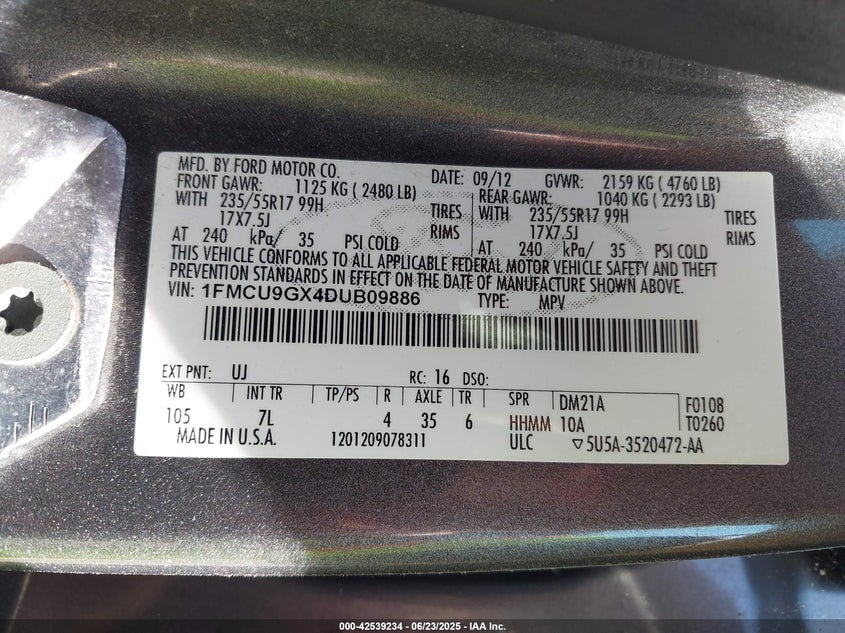 MFD. BY FORD MOTOR CO. DATE: 09/12 GVWR: 2159 KG ( 4760 LB)
FRONT GAWR: 1125 KG ( 2480 LB) REAR GAWR: 1040 KG ( 2293 LB)
WITH 235/55R17 99H TIRES WITH 235/55R17 99H TIRES
17X7.5J RIMS 17X7.5J RIMS
AT 240 kPa/ 35 PSI COLD AT 240 kPa/ 35 PSI COLD
THIS VEHICLE CONFORMS TO ALL APPLICABLE FEDERAL MOTOR VEHICLE SAFETY AND THEFT
PREVENTION STANDARDS IN EFFECT ON THE DATE OF MANUFACTURE SHOWN ABOVE.
VIN: 1FMCU9GX4DUB09886 TYPE: MPV
EXT PNT: UJ RC: 16 DSO:
WB INT TR TP/PS R AXLE TR SPR DM21A F0108
105 7L 4 35 6 HHMM 10A T0260
MADE IN U.S.A. 1201209078311 ULC ▽5U5A-3520472-AA
000-42539234 - 06/23/2025 - IAA Inc.